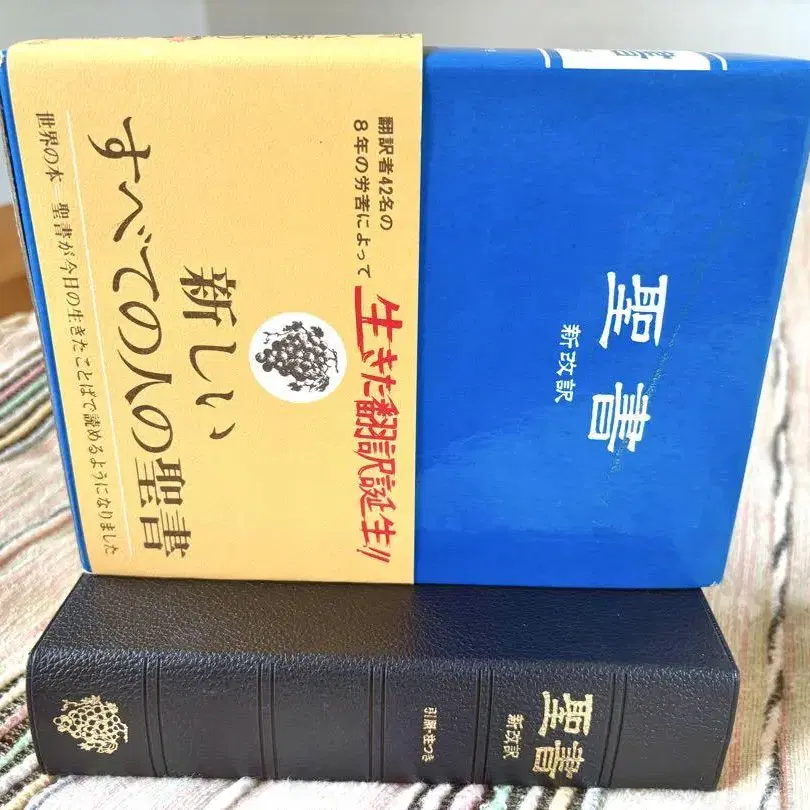 聖書
新改訳
翻訳者42名の
8年の労苦によって
生きた翻訳誕生!!
新しい
すべての人の聖書
世界の本 聖書が今日の生きたことばで読めるようになりました
聖書
新改訳
引照・注つき